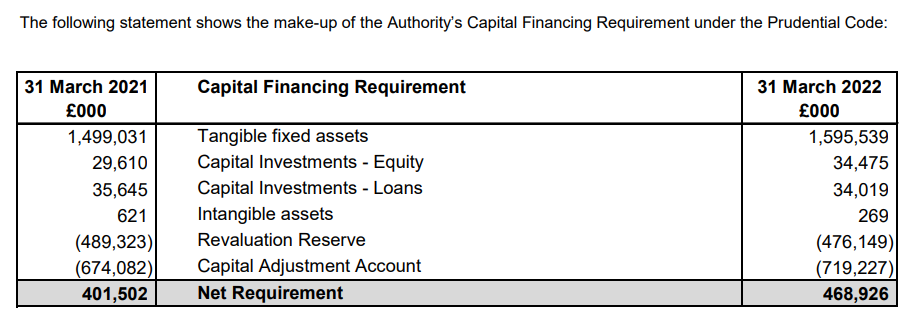 The following statement shows the make-up of the Authority’s Capital Financing Requirement under the Prudential Code:
31 March 2021 Capital Financing Requirement 31 March 2022
£000 £000
1,499,031 Tangible fixed assets 1,595,539
29,610 Capital Investments - Equity 34,475
35,645 Capital Investments - Loans 34,019
621 Intangible assets 269
(489,323) Revaluation Reserve (476,149)
(674,082) Capital Adjustment Account (719,227)
401,502 Net Requirement 468,926